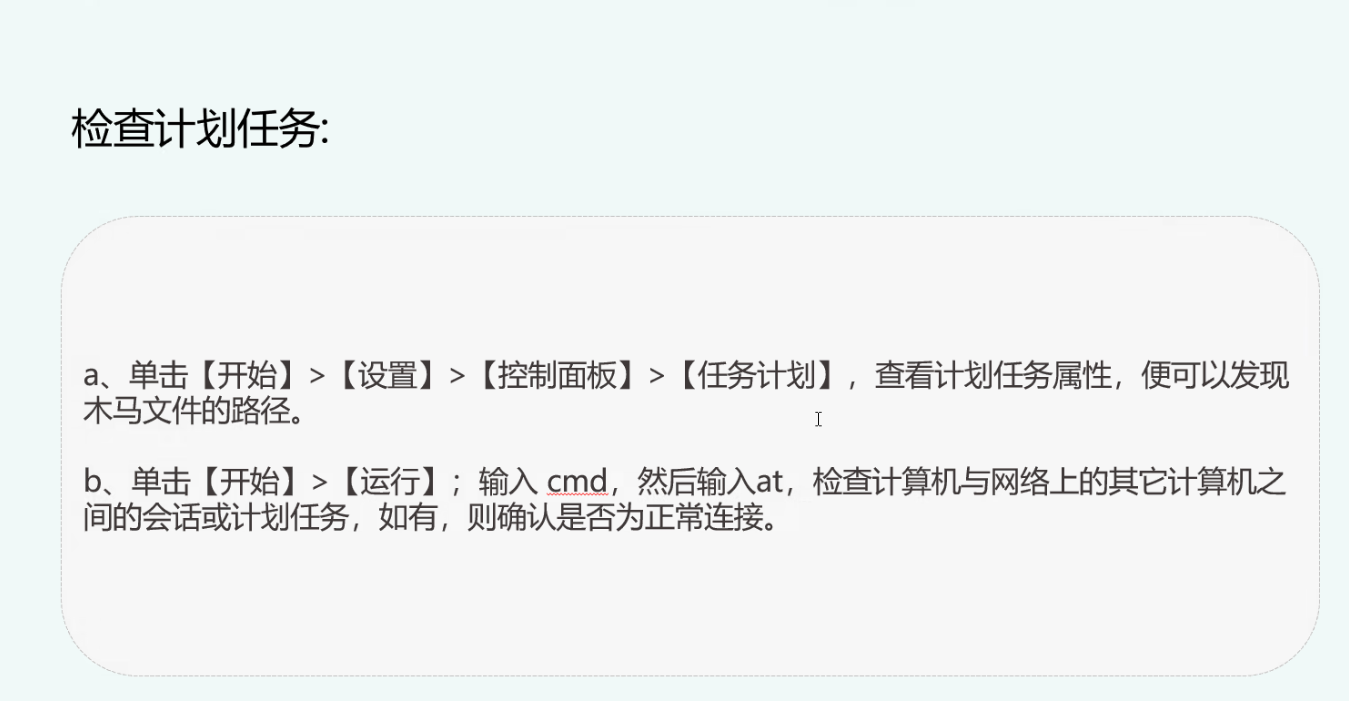 检查计划任务:
a、单击【开始】>【设置】>【控制面板】>【任务计划】，查看计划任务属性，便可以发现
木马文件的路径。
b、单击【开始】>【运行】；输入 cmd，然后输入at，检查计算机与网络上的其它计算机之
间的会话或计划任务，如有，则确认是否为正常连接。